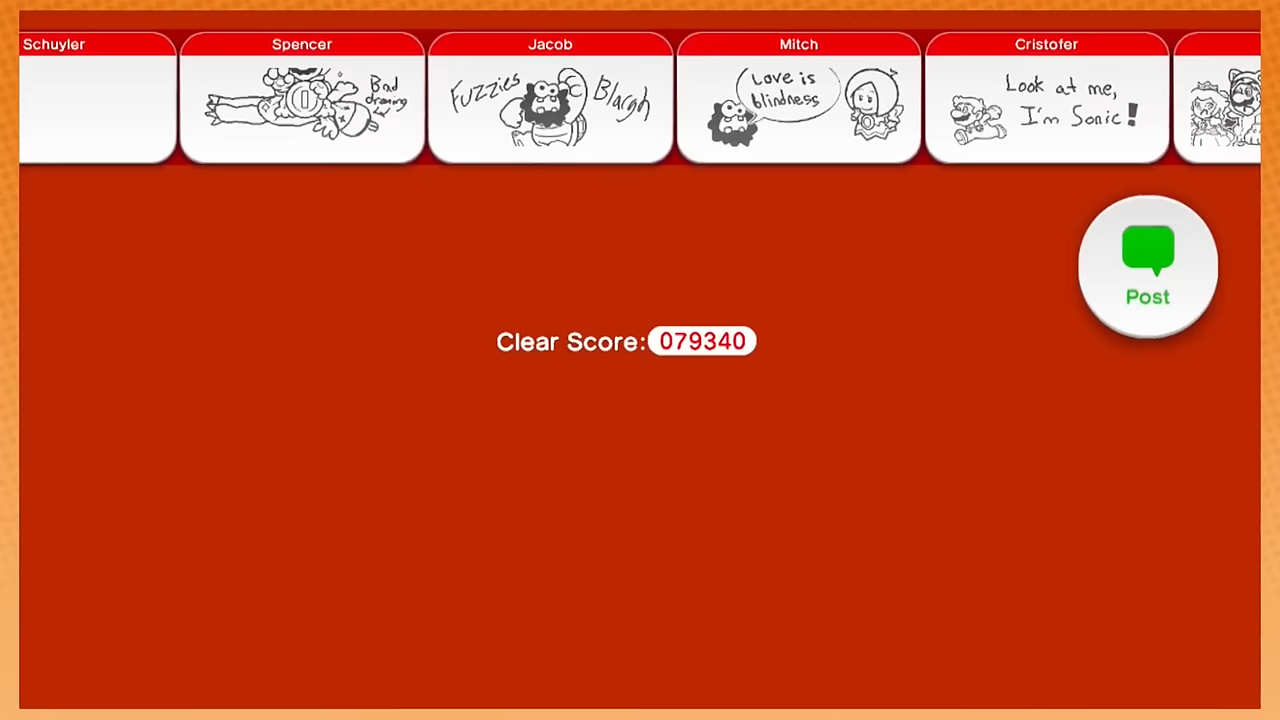 Schuyler
Spencer
Bad
drawing
Jacob
Fuzzies
Blargh
Mitch
Love is
blindness
Cristofer
Look at me,
I'm Sonic!
Post
Clear Score: 079340